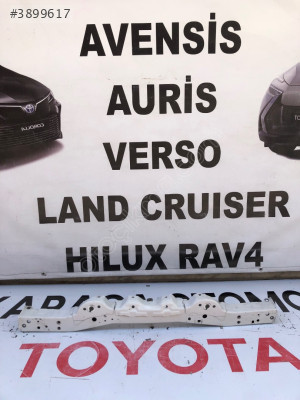 #3899617
AVENSİS
AURİS
VERSO
LAND CRUISER
HILUX RAV4
TOYOTA